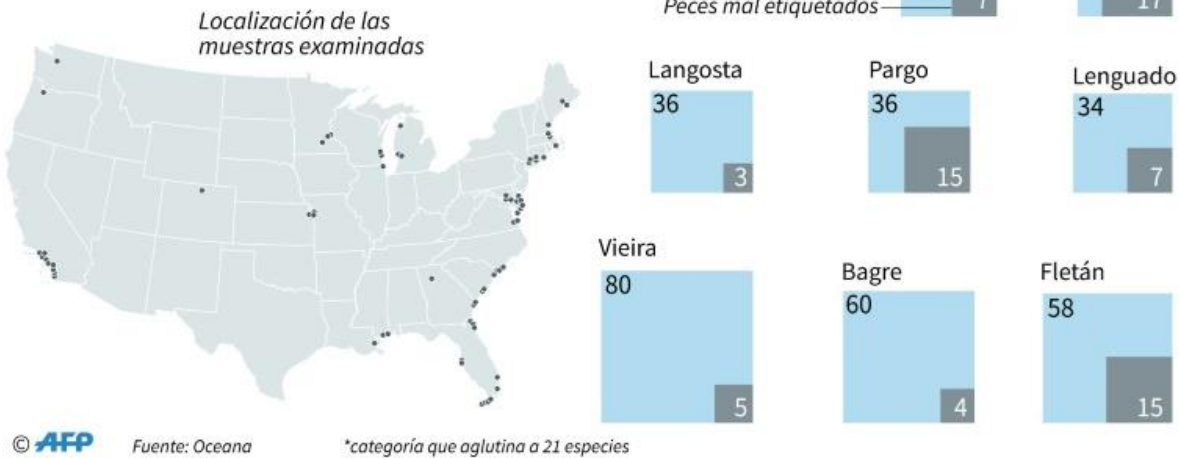 Peces mal etiquetados
7
17
Localización de las
muestras examinadas
Langosta
36
3
Pargo
36
15
Lenguado
34
7
Vieira
80
5
Bagre
60
4
Fletán
58
15
© AFP
Fuente: Oceana
*categoría que aglutina a 21 especies